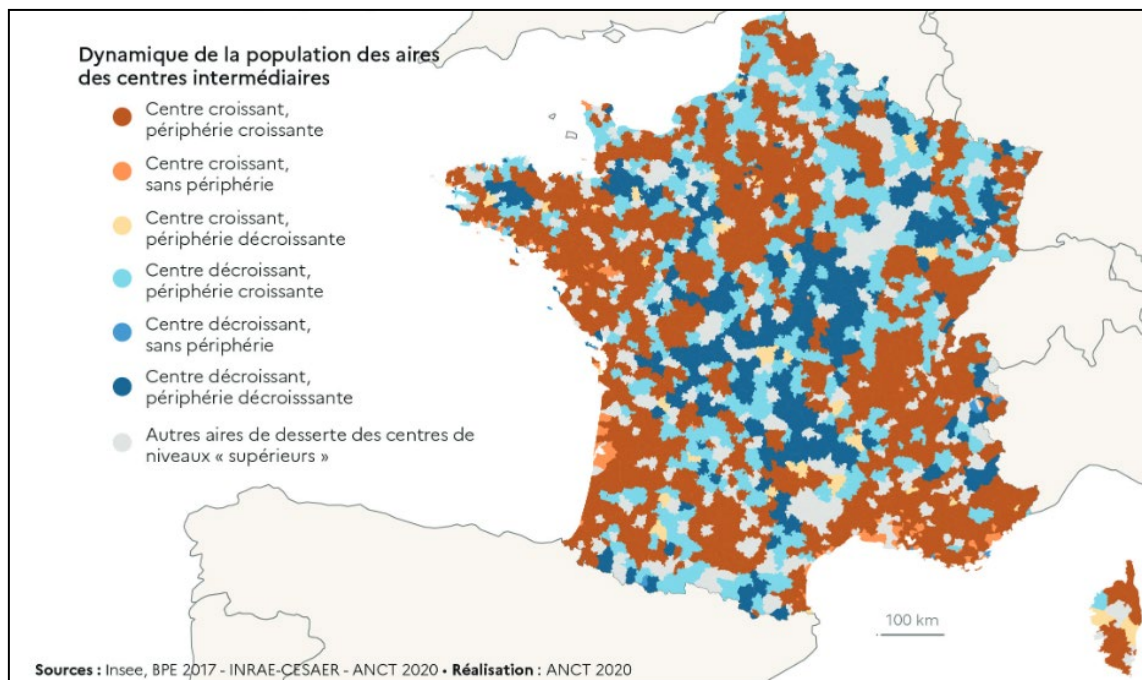 Dynamique de la population des aires
des centres intermédiaires
Centre croissant,
périphérie croissante
Centre croissant,
sans périphérie
Centre croissant,
périphérie décroissante
Centre décroissant,
périphérie croissante
Centre décroissant,
sans périphérie
Centre décroissant,
périphérie décroisssante
Autres aires de desserte des centres de
niveaux « supérieurs »
100 km
Sources : Insee, BPE 2017 - INRAE-CESAER - ANCT 2020 • Réalisation : ANCT 2020